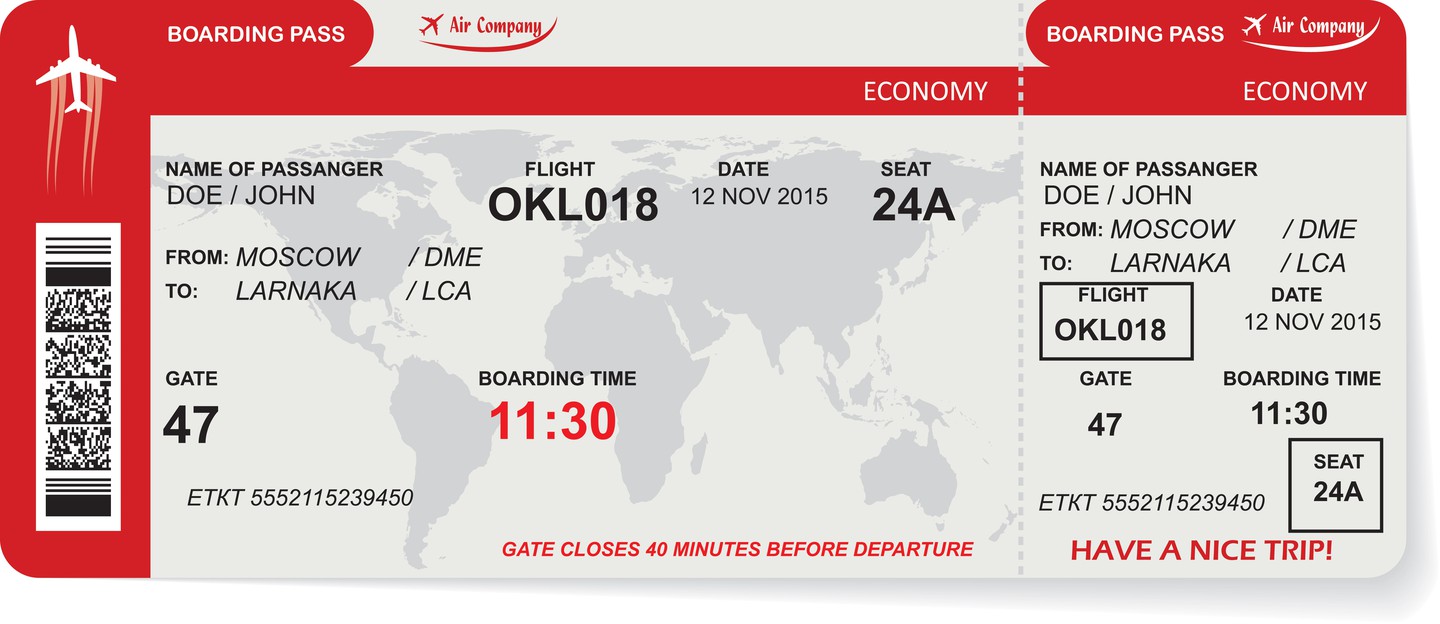 BOARDING PASS
Air Company
ECONOMY
NAME OF PASSANGER
DOE / JOHN
FLIGHT
OKL018
DATE
12 NOV 2015
SEAT
24A
FROM: MOSCOW / DME
TO: LARNAKA / LCA
GATE
47
BOARDING TIME
11:30
ETKT 5552115239450
GATE CLOSES 40 MINUTES BEFORE DEPARTURE
BOARDING PASS
Air Company
ECONOMY
NAME OF PASSANGER
DOE / JOHN
FROM: MOSCOW / DME
TO: LARNAKA / LCA
FLIGHT
OKL018
DATE
12 NOV 2015
GATE
47
BOARDING TIME
11:30
SEAT
24A
ETKT 5552115239450
HAVE A NICE TRIP!